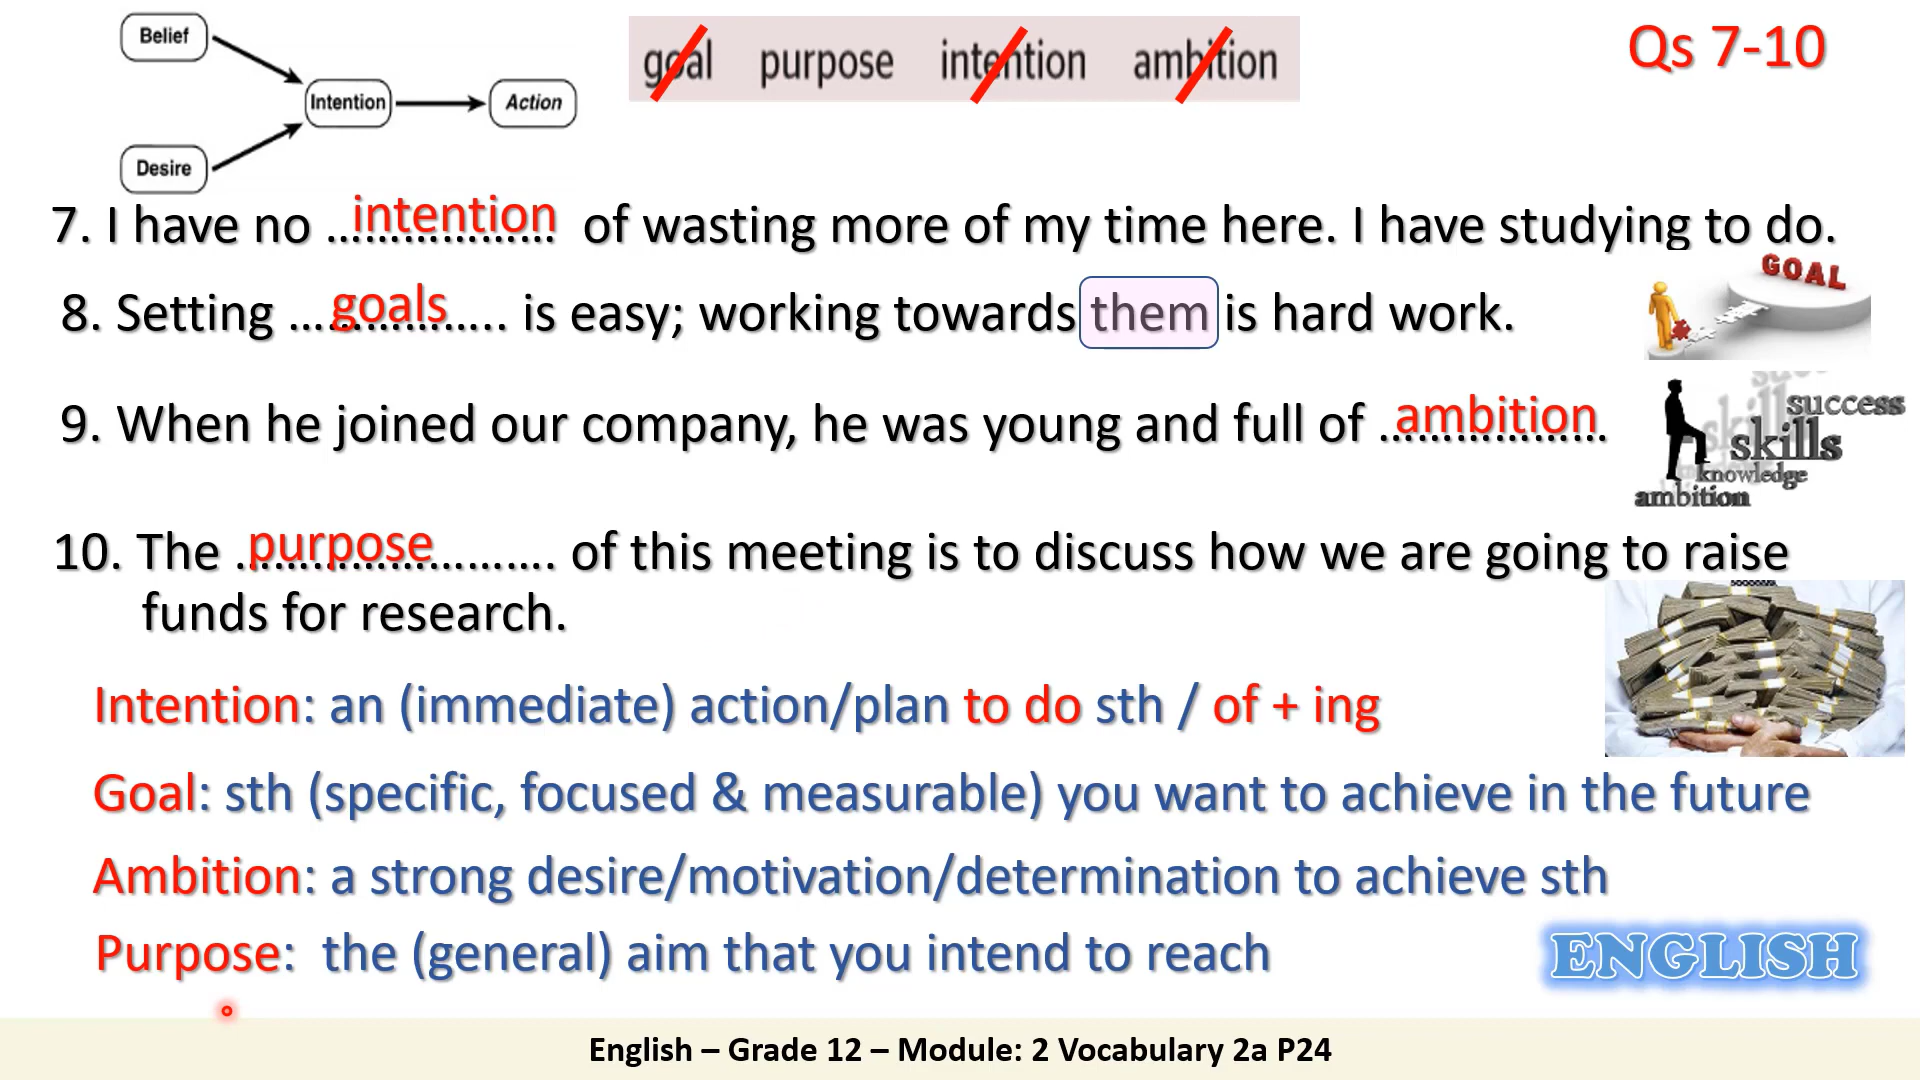 Belief
Desire
Intention
Action
goal purpose intention ambition
Qs 7-10
7. I have no ...intention... of wasting more of my time here. I have studying to do.
8. Setting ...goals... is easy; working towards them is hard work.
GOAL
9. When he joined our company, he was young and full of ...ambition...
success
skill
skills
knowledge
ambition
10. The ...purpose... of this meeting is to discuss how we are going to raise
funds for research.
Intention: an (immediate) action/plan to do sth / of + ing
Goal: sth (specific, focused & measurable) you want to achieve in the future
Ambition: a strong desire/motivation/determination to achieve sth
Purpose: the (general) aim that you intend to reach
ENGLISH
English – Grade 12 – Module: 2 Vocabulary 2a P24